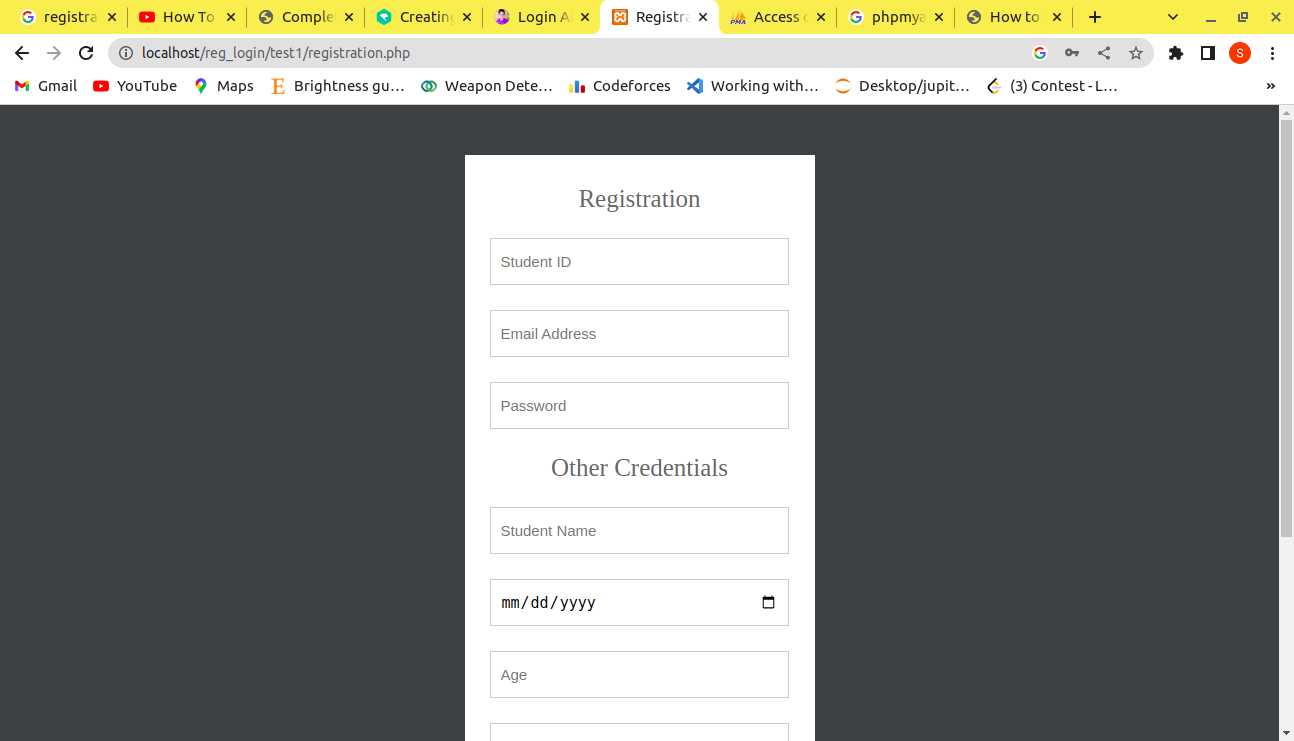 registra How To Comple Creating Login A Registra Access phpmya How to
localhost/reg_login/test1/registration.php S
Gmail YouTube Maps Brightness gu... Weapon Dete... Codeforces Working with... Desktop/jupit... (3) Contest - L... »
Registration
Student ID
Email Address
Password
Other Credentials
Student Name
mm/dd/yyyy
Age